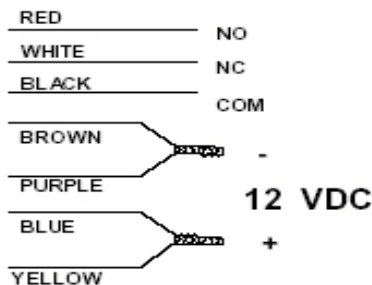 RED
NO
WHITE
NC
BLACK
COM
BROWN
-
PURPLE
12 VDC
BLUE
+
YELLOW